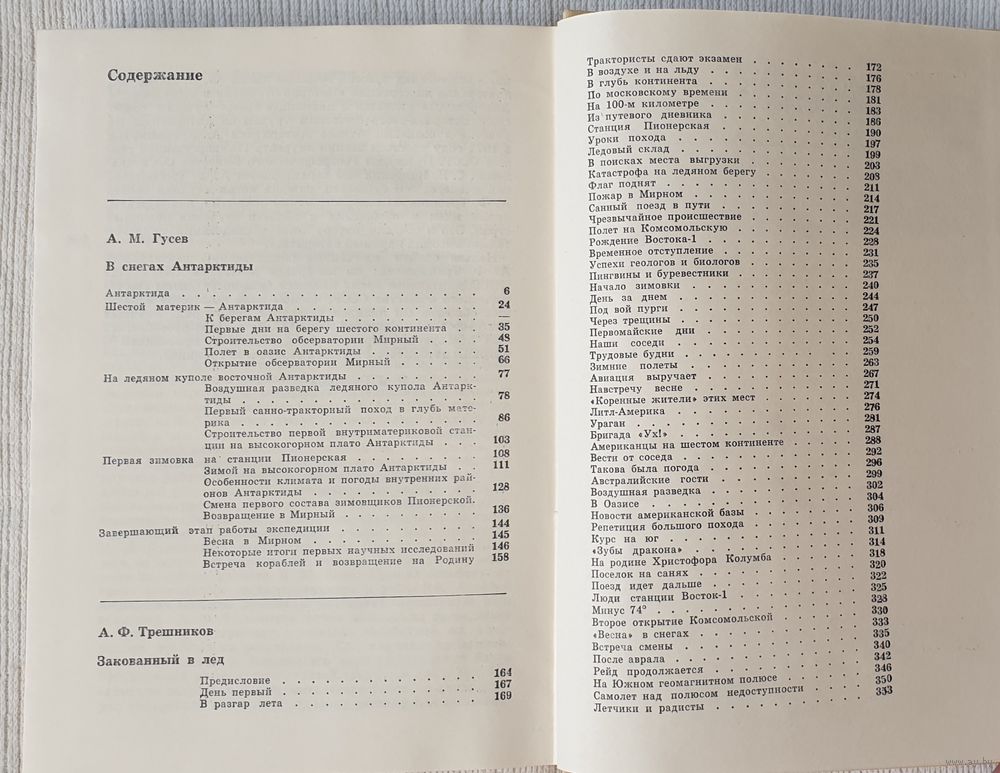 Содержание
А. М. Гусев
В снегах Антарктиды
Антарктида . . . . . . . . . . . . . . . . 6
Шестой материк — Антарктида . . . . . . . . . 24
К берегам Антарктиды . . . . . . . . —
Первые дни на берегу шестого континента . . 35
Строительство обсерватории Мирный . . . . 48
Полет в оазис Антарктиды . . . . . . . 51
Открытие обсерватории Мирный . . . . . 66
На ледяном куполе восточной Антарктиды . . . . . . . 77
Воздушная разведка ледяного купола Антарк-
тиды . . . . . . . . . . . . . . 78
Первый санно-тракторный поход в глубь мате-
рика . . . . . . . . . . . . . . 86
Строительство первой внутриматериковой стан-
ции на высокогорном плато Антарктиды . . . 103
Первая зимовка на станции Пионерская . . . . . . . 108
Зимой на высокогорном плато Антарктиды . . 111
Особенности климата и погоды внутренних рай-
онов Антарктиды . . . . . . . . . . 128
Смена первого состава зимовщиков Пионерской.
Возвращение в Мирный . . . . . . . . 136
Завершающий этап работы экспедиции . . . . . . . . 144
Весна в Мирном . . . . . . . . . . . 145
Некоторые итоги первых научных исследований 146
Встреча кораблей и возвращение на Родину 158
А. Ф. Трешников
Закованный в лед
Предисловие . . . . . . . . . . . . 164
День первый . . . . . . . . . . . . 167
В разгар лета . . . . . . . . . . . 169
Трактористы сдают экзамен . . . . . . . 172
В воздухе и на льду . . . . . . . . . 176
В глубь континента . . . . . . . . . 178
По московскому времени . . . . . . . . 181
На 100-м километре . . . . . . . . . 183
Из путевого дневника . . . . . . . . . 186
Станция Пионерская . . . . . . . . . 190
Уроки похода . . . . . . . . . . . 197
Ледовый склад . . . . . . . . . . . 199
В поисках места выгрузки . . . . . . . 203
Катастрофа на ледяном берегу . . . . . . 208
Флаг поднят . . . . . . . . . . . . 211
Пожар в Мирном . . . . . . . . . . 214
Санный поезд в пути . . . . . . . . . 217
Чрезвычайное происшествие . . . . . . . 221
Полет на Комсомольскую . . . . . . . . 224
Рождение Востока-1 . . . . . . . . . 228
Временное отступление . . . . . . . . 231
Успехи геологов и биологов . . . . . . . 235
Пингвины и буревестники . . . . . . . . 237
Начало зимовки . . . . . . . . . . 240
День за днем . . . . . . . . . . . 244
Под вой пурги . . . . . . . . . . . 247
Через трещины . . . . . . . . . . . 250
Первомайские дни . . . . . . . . . . 252
Наши соседи . . . . . . . . . . . 254
Трудовые будни . . . . . . . . . . 259
Зимние полеты . . . . . . . . . . . 263
Авиация выручает . . . . . . . . . . 267
Навстречу весне . . . . . . . . . . 271
«Коренные жители» этих мест . . . . . . 274
Литл-Америка . . . . . . . . . . . 276
Ураган . . . . . . . . . . . . . 281
Бригада «Ух!» . . . . . . . . . . . 287
Американцы на шестом континенте . . . . . 288
Вести от соседа . . . . . . . . . . 292
Такова была погода . . . . . . . . . 296
Австралийские гости . . . . . . . . . 299
Воздушная разведка . . . . . . . . . 302
В Оазисе . . . . . . . . . . . . . 304
Новости американской базы . . . . . . . 306
Репетиция большого похода . . . . . . . 309
Курс на юг . . . . . . . . . . . . 311
«Зубы дракона» . . . . . . . . . . . 314
На родине Христофора Колумба . . . . . . 318
Поселок на санях . . . . . . . . . . 320
Поезд идет дальше . . . . . . . . . 322
Люди станции Восток-1 . . . . . . . . 325
Минус 74° . . . . . . . . . . . . 328
Второе открытие Комсомольской . . . . . . 330
«Весна» в снегах . . . . . . . . . . 333
Встреча смены . . . . . . . . . . . 335
После аврала . . . . . . . . . . . 340
Рейд продолжается . . . . . . . . . . 342
На Южном геомагнитном полюсе . . . . . . 346
Самолет над полюсом недоступности . . . . . 350
Летчики и радисты . . . . . . . . . . 353
www.ay.by